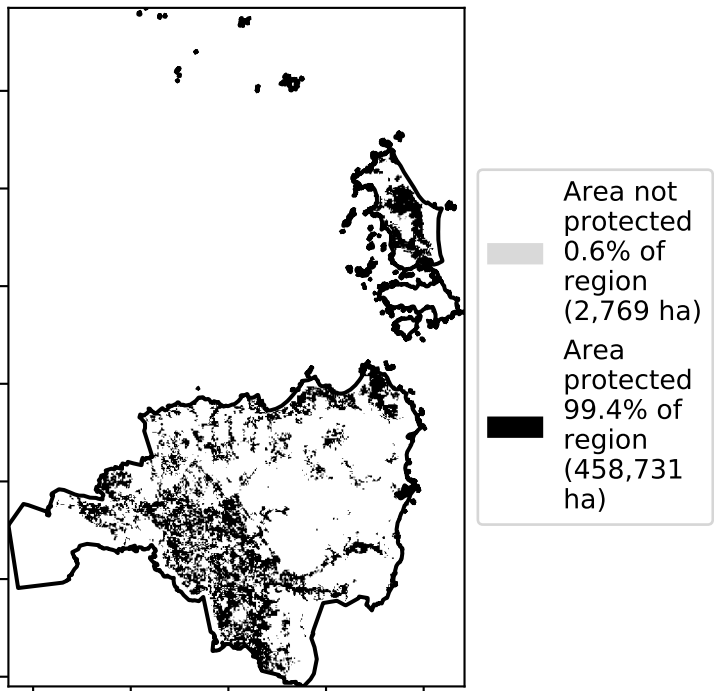 Area not
protected
0.6% of
region
(2,769 ha)
Area
protected
99.4% of
region
(458,731
ha)